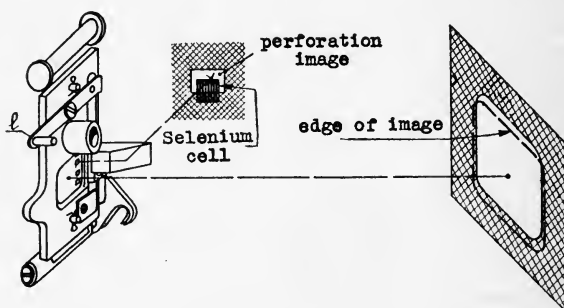 perforation
image
Selenium
cell
edge of image
l